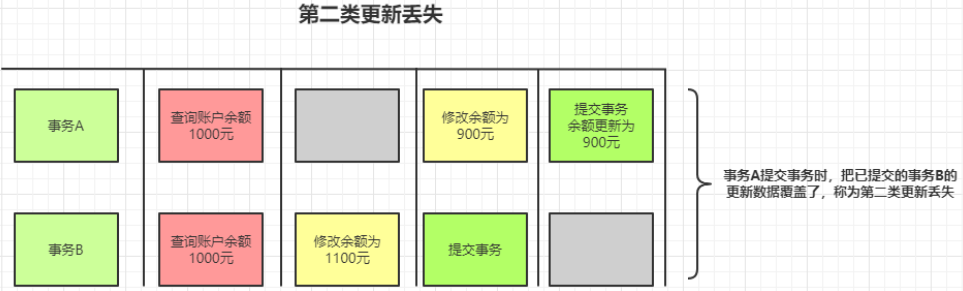 第二类更新丢失
事务A
查询账户余额
1000元
修改余额为
900元
提交事务
余额更新为
900元
事务A提交事务时，把已提交的事务B的
更新数据覆盖了，称为第二类更新丢失
事务B
查询账户余额
1000元
修改余额为
1100元
提交事务